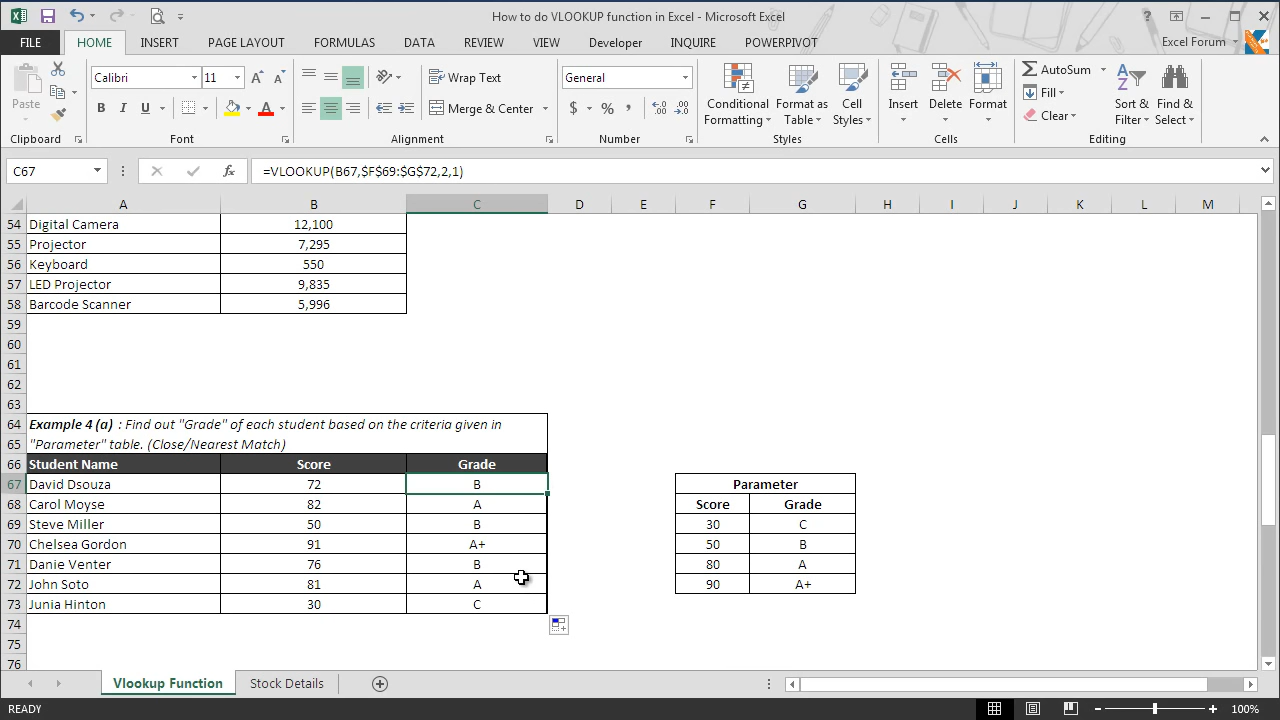 How to do VLOOKUP function in Excel - Microsoft Excel
FILE HOME INSERT PAGE LAYOUT FORMULAS DATA REVIEW VIEW Developer INQUIRE POWERPIVOT Excel Forum
Paste
Calibri 11
Wrap Text
Merge & Center
General
$ % ,
Conditional Formatting
Format as Table
Cell Styles
Insert Delete Format
AutoSum
Fill
Clear
Sort & Filter
Find & Select
Clipboard Font Alignment Number Styles Cells Editing
C67 fx =VLOOKUP(B67,$F$69:$G$72,2,1)
A B C D E F G H I J K L M
54 Digital Camera 12,100
55 Projector 7,295
56 Keyboard 550
57 LED Projector 9,835
58 Barcode Scanner 5,996
59
60
61
62
63
64 Example 4 (a) : Find out "Grade" of each student based on the criteria given in
65 "Parameter" table. (Close/Nearest Match)
66 Student Name Score Grade
67 David Dsouza 72 B Parameter
68 Carol Moyse 82 A Score Grade
69 Steve Miller 50 B 30 C
70 Chelsea Gordon 91 A+ 50 B
71 Danie Venter 76 B 80 A
72 John Soto 81 A 90 A+
73 Junia Hinton 30 C
74
75
76
Vlookup Function Stock Details
READY 100%